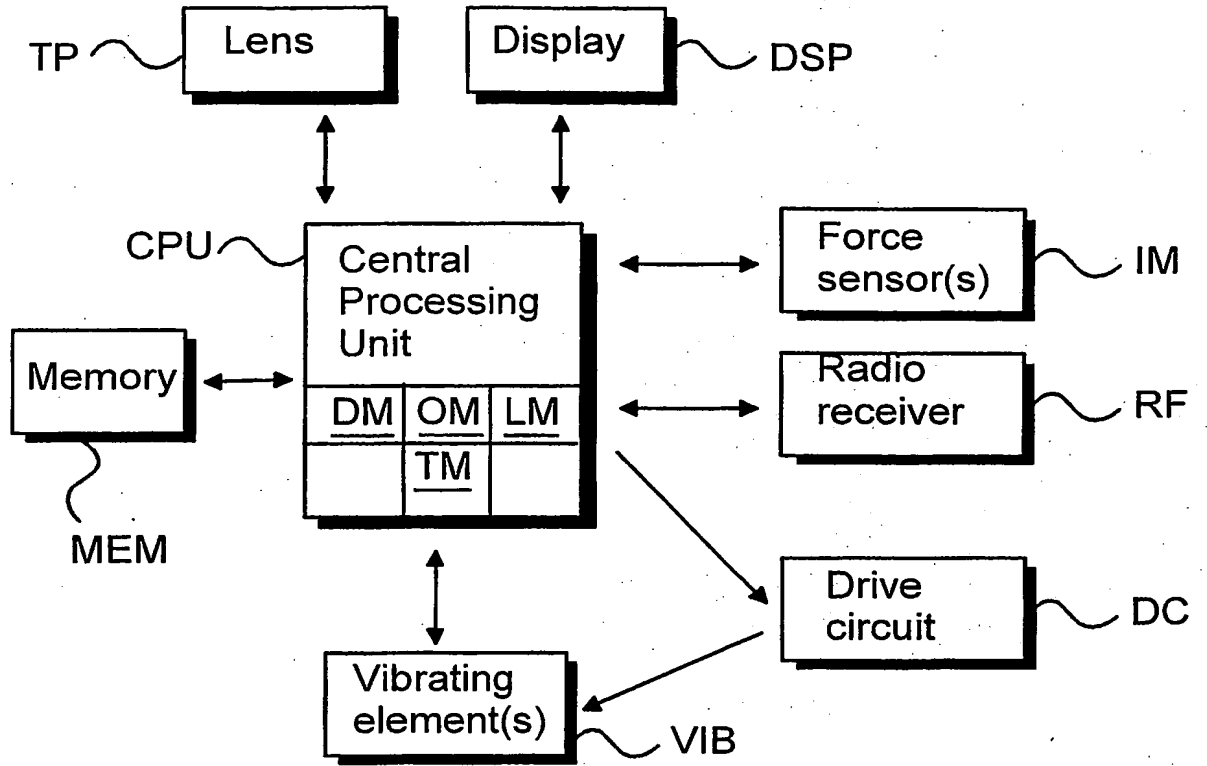 TP
Lens
Display
DSP
CPU
Central
Processing
Unit
Force
sensor(s)
IM
Memory
MEM
DM OM LM
TM
Radio
receiver
RF
Drive
circuit
DC
Vibrating
element(s)
VIB